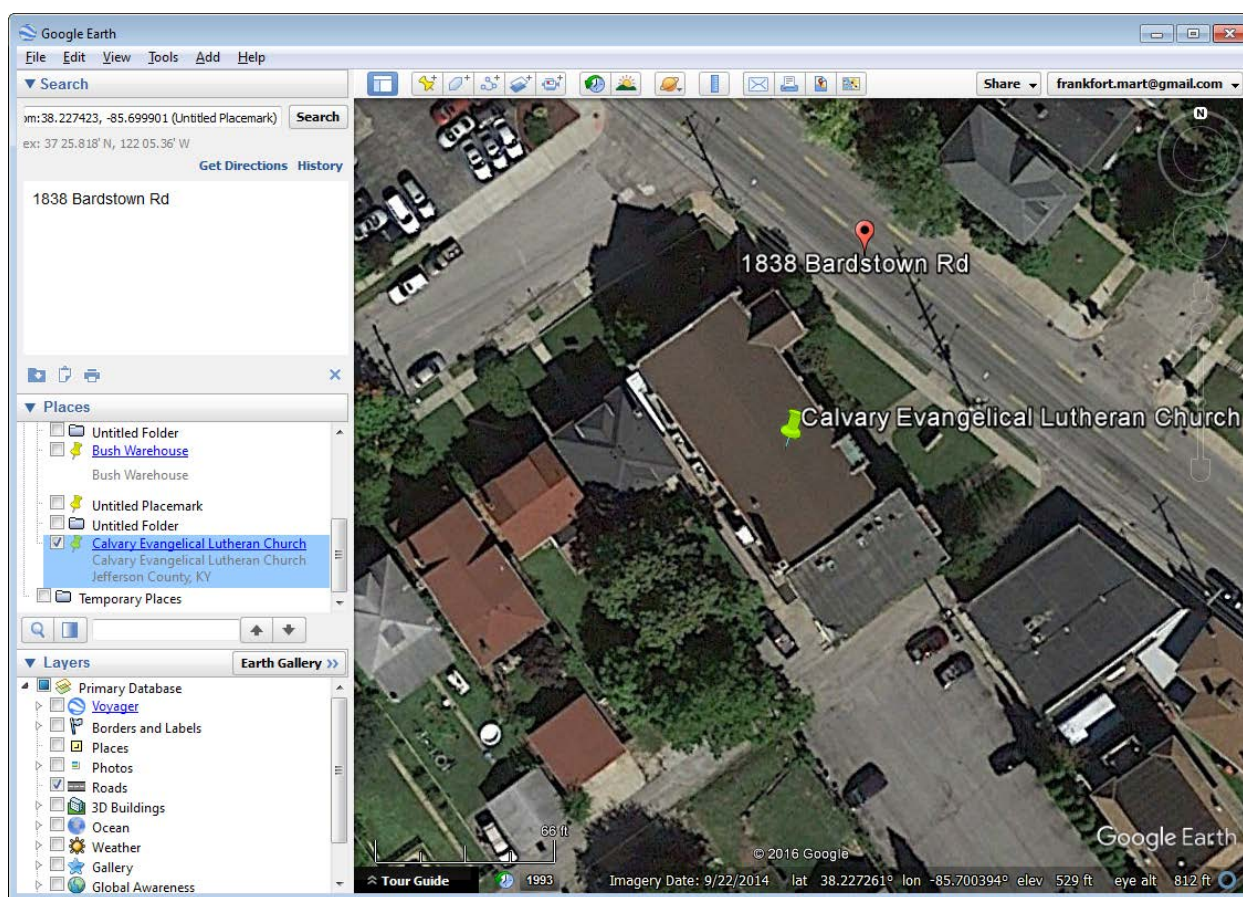 Google Earth
File Edit View Tools Add Help
Search
om:38.227423, -85.699901 (Untitled Placemark) Search
ex: 37 25.818' N, 122 05.36' W
Get Directions History
1838 Bardstown Rd
Places
Untitled Folder
Bush Warehouse
Bush Warehouse
Untitled Placemark
Untitled Folder
Calvary Evangelical Lutheran Church
Calvary Evangelical Lutheran Church
Jefferson County, KY
Temporary Places
Layers Earth Gallery >>
Primary Database
Voyager
Borders and Labels
Places
Photos
Roads
3D Buildings
Ocean
Weather
Gallery
Global Awareness
Share frankfort.mart@gmail.com
N
1838 Bardstown Rd
Calvary Evangelical Lutheran Church
66 ft
© 2016 Google
Google Earth
Tour Guide 1993 Imagery Date: 9/22/2014 lat 38.227261° lon -85.700394° elev 529 ft eye alt 812 ft